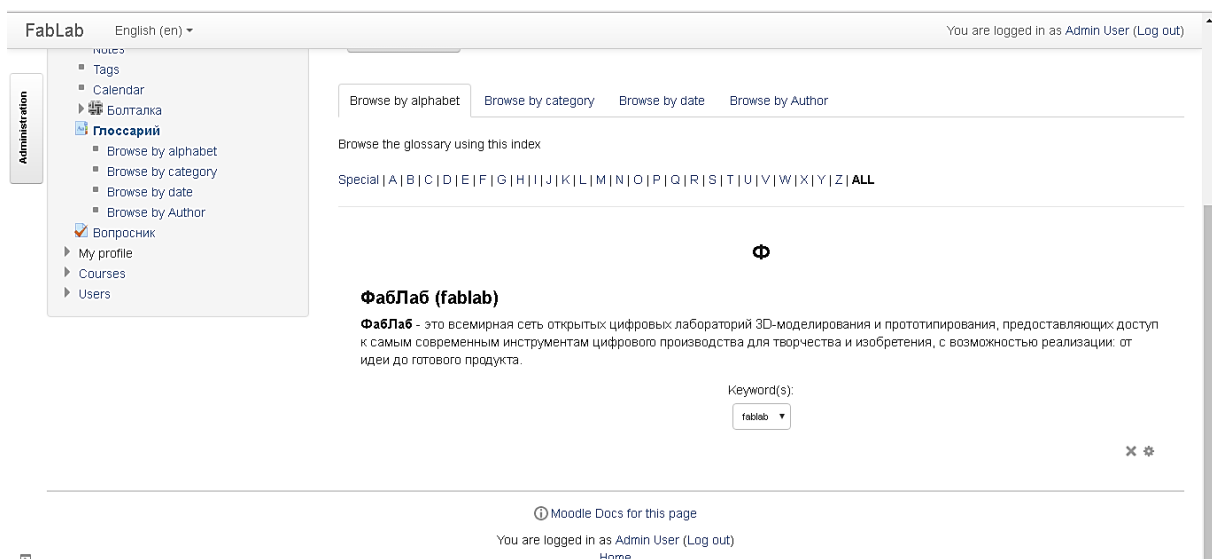 FabLab English (en)
You are logged in as Admin User (Log out)
Administration
Notes
Tags
Calendar
Болталка
Глоссарий
Browse by alphabet
Browse by category
Browse by date
Browse by Author
Вопросник
My profile
Courses
Users
Browse by alphabet Browse by category Browse by date Browse by Author
Browse the glossary using this index
Special | A | B | C | D | E | F | G | H | I | J | K | L | M | N | O | P | Q | R | S | T | U | V | W | X | Y | Z | ALL
Ф
ФабЛаб (fablab)
ФабЛаб - это всемирная сеть открытых цифровых лабораторий 3D-моделирования и прототипирования, предоставляющих доступ
к самым современным инструментам цифрового производства для творчества и изобретения, с возможностью реализации: от
идеи до готового продукта.
Keyword(s):
fablab
Moodle Docs for this page
You are logged in as Admin User (Log out)
Home